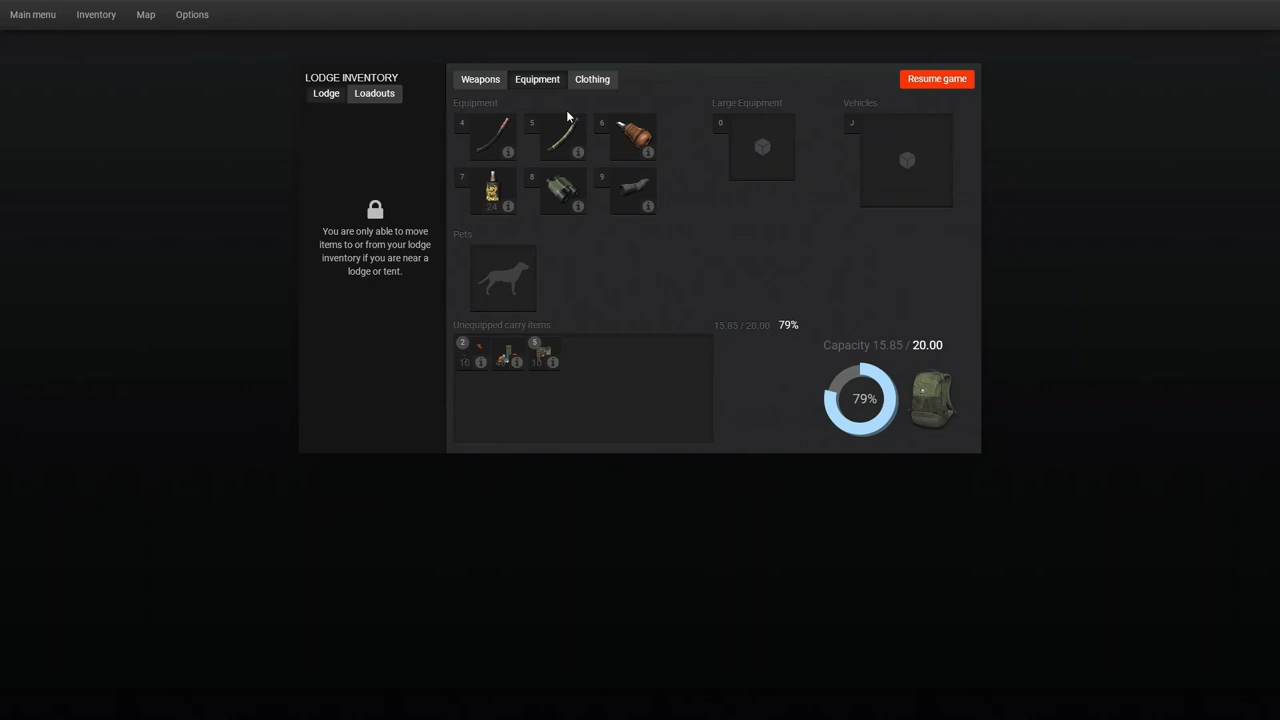 Main menu Inventory Map Options
LODGE INVENTORY
Lodge Loadouts
You are only able to move
items to or from your lodge
inventory if you are near a
lodge or tent.
Weapons Equipment Clothing
Resume game
Equipment Large Equipment Vehicles
4 5 6 0 J
7 8 9
24
Pets
Unequipped carry items 15.85 / 20.00 79%
2 5
10 10
Capacity 15.85 / 20.00
79%